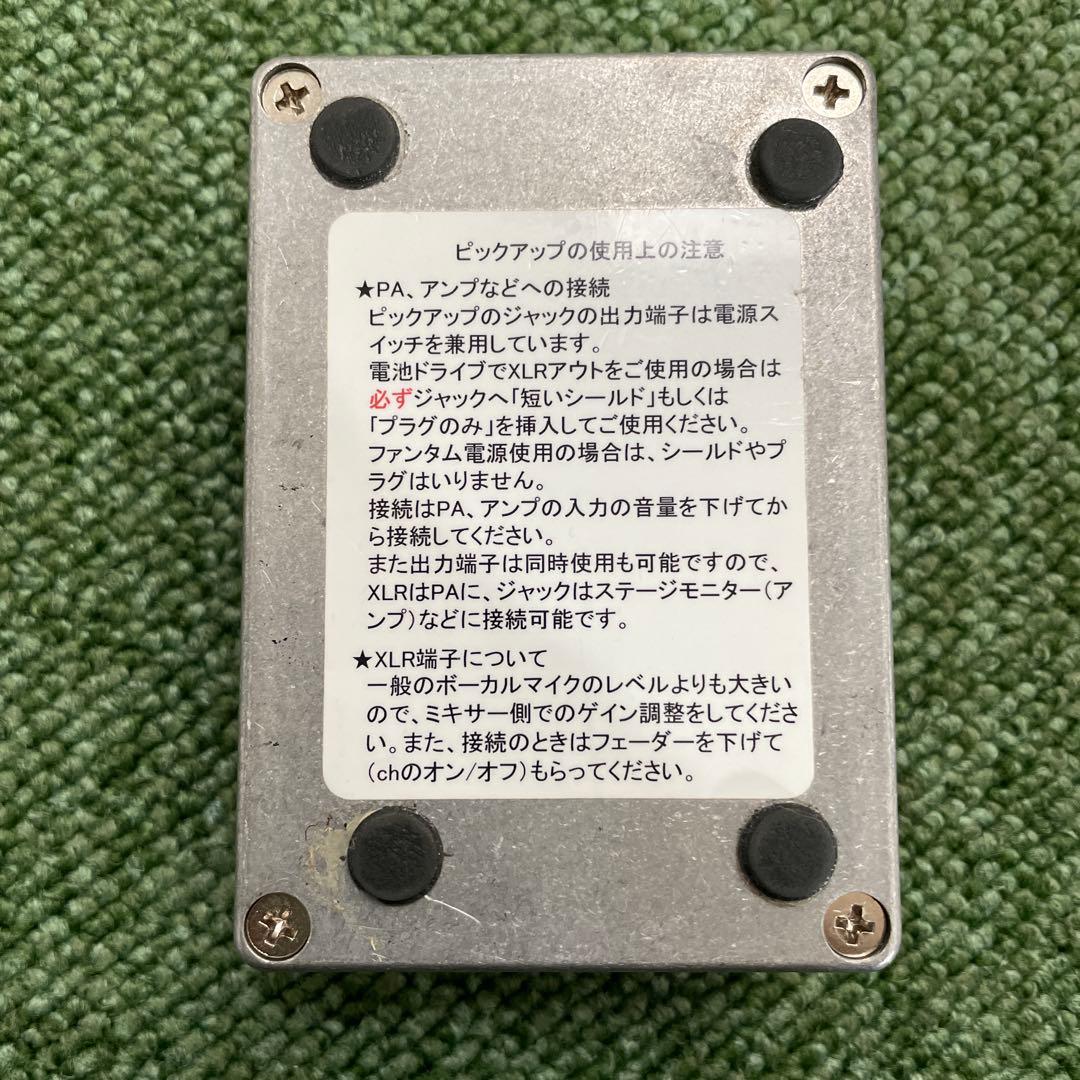 ピックアップの使用上の注意
★PA、アンプなどへの接続
ピックアップのジャックの出力端子は電源ス
イッチを兼用しています。
電池ドライブでXLRアウトをご使用の場合は
必ずジャックへ「短いシールド」もしくは
「プラグのみ」を挿入してご使用ください。
ファンタム電源使用の場合は、シールドやプ
ラグはいりません。
接続はPA、アンプの入力の音量を下げてか
ら接続してください。
また出力端子は同時使用も可能ですので、
XLRはPAに、ジャックはステージモニター(ア
ンプ)などに接続可能です。
★XLR端子について
一般のボーカルマイクのレベルよりも大きい
ので、ミキサー側でのゲイン調整をしてくださ
い。また、接続のときはフェーダーを下げて
(chのオン/オフ)もらってください。